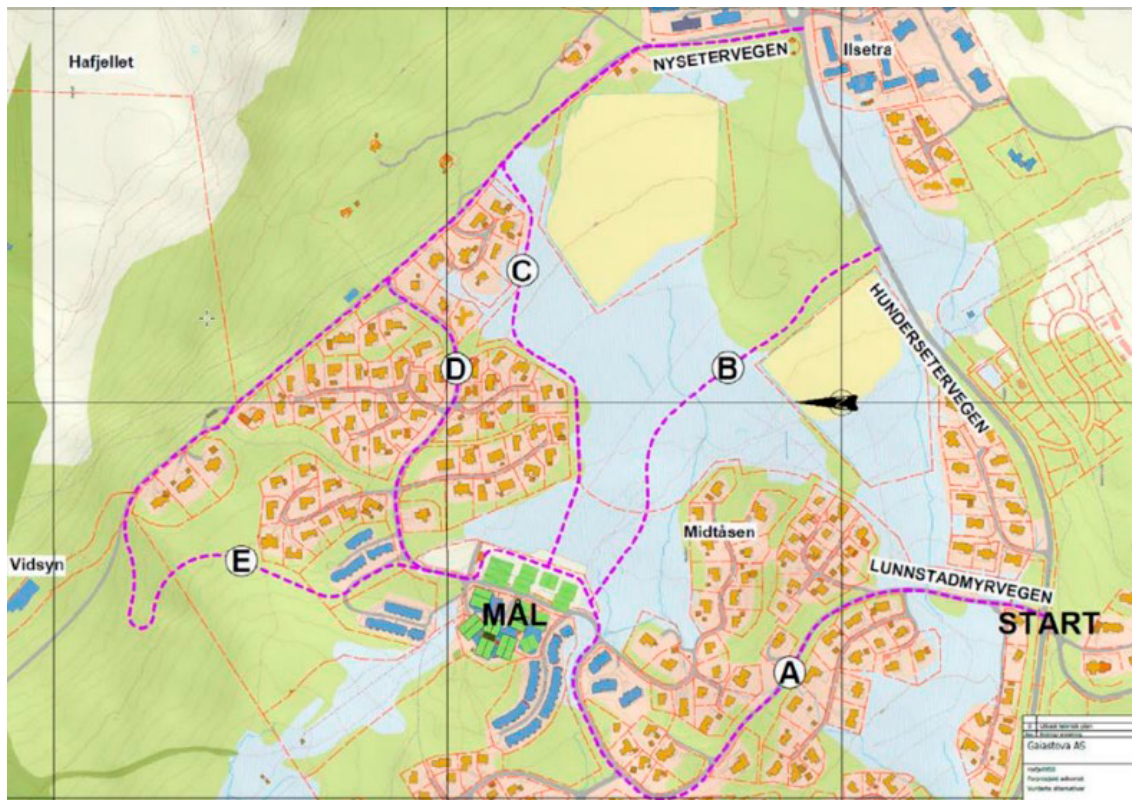 Hafjellet
NYSETERVEGEN
Ilsetra
C
HUNDERSETERVEGEN
D
B
Midtåsen
E
Vidsyn
LUNNSTADMYRVEGEN
MÅL
START
A
Gaiastova AS